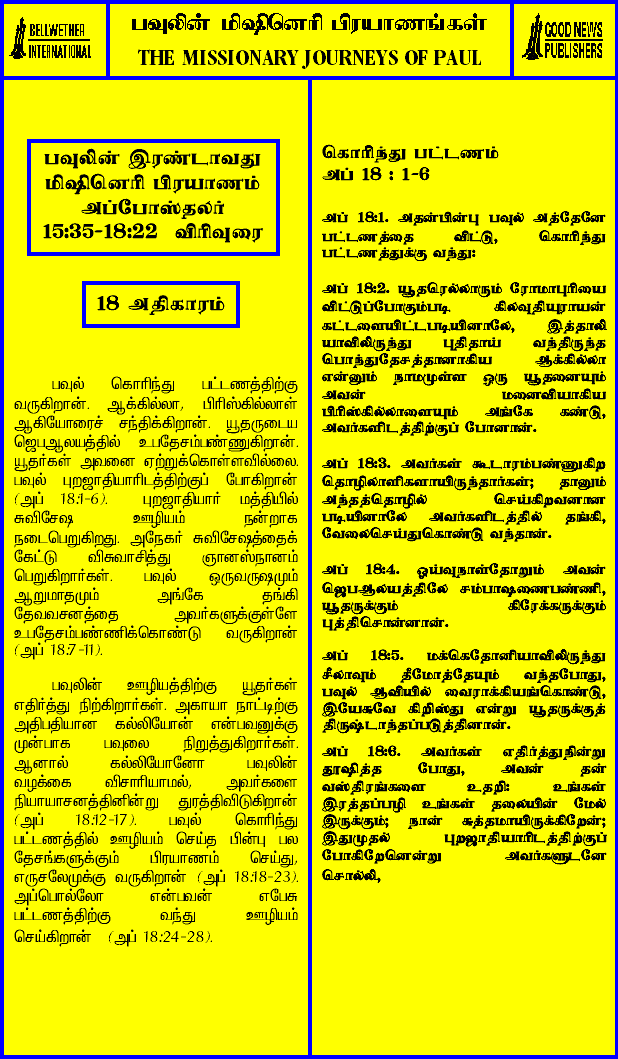 BELLWETHER
INTERNATIONAL
பவுலின் மிஷினெரி பிரயாணங்கள்
THE MISSIONARY JOURNEYS OF PAUL
GOOD NEWS
PUBLISHERS
பவுலின் இரண்டாவது
மிஷினெரி பிரயாணம்
அப்போஸ்தலர்
15:35-18:22 விரிவுரை
18 அதிகாரம்
பவுல் கொரிந்து பட்டணத்திற்கு
வருகிறான். ஆக்கில்லா, பிரிஸ்கில்லாள்
ஆகியோரைச் சந்திக்கிறான். யூதருடைய
ஜெபஆலயத்தில் உபதேசம்பண்ணுகிறான்.
யூதர்கள் அவனை ஏற்றுக்கொள்ளவில்லை.
பவுல் புறஜாதியாரிடத்திற்குப் போகிறான்
(அப் 18:1-6). புறஜாதியார் மத்தியில்
சுவிசேஷ ஊழியம் நன்றாக
நடைபெறுகிறது. அநேகர் சுவிசேஷத்தைக்
கேட்டு விசுவாசித்து ஞானஸ்நானம்
பெறுகிறார்கள். பவுல் ஒருவருஷமும்
ஆறுமாதமும் அங்கே தங்கி
தேவவசனத்தை அவர்களுக்குள்ளே
உபதேசம்பண்ணிக்கொண்டு வருகிறான்
(அப் 18:7-11).
பவுலின் ஊழியத்திற்கு யூதர்கள்
எதிர்த்து நிற்கிறார்கள். அகாயா நாட்டிற்கு
அதிபதியான கல்லியோன் என்பவனுக்கு
முன்பாக பவுலை நிறுத்துகிறார்கள்.
ஆனால் கல்லியோனோ பவுலின்
வழக்கை விசாரியாமல், அவர்களை
நியாயாசனத்தினின்று துரத்திவிடுகிறான்
(அப் 18:12-17). பவுல் கொரிந்து
பட்டணத்தில் ஊழியம் செய்த பின்பு பல
தேசங்களுக்கும் பிரயாணம் செய்து,
எருசலேமுக்கு வருகிறான் (அப் 18:18-23).
அப்பொல்லோ என்பவன் எபேசு
பட்டணத்திற்கு வந்து ஊழியம்
செய்கிறான் (அப் 18:24-28).
கொரிந்து பட்டணம்
அப் 18 : 1-6
அப் 18:1. அதன்பின்பு பவுல் அத்தேனே
பட்டணத்தை விட்டு, கொரிந்து
பட்டணத்துக்கு வந்து:
அப் 18:2. யூதரெல்லாரும் ரோமாபுரியை
விட்டுப்போகும்படி கிலவுதியுராயன்
கட்டளையிட்டபடியினாலே, இத்தாலி
யாவிலிருந்து புதிதாய் வந்திருந்த
பொந்துதேசத்தானாகிய ஆக்கில்லா
என்னும் நாமமுள்ள ஒரு யூதனையும்
அவன் மனைவியாகிய
பிரிஸ்கில்லாளையும் அங்கே கண்டு,
அவர்களிடத்திற்குப் போனான்.
அப் 18:3. அவர்கள் கூடாரம்பண்ணுகிற
தொழிலாளிகளாயிருந்தார்கள்; தானும்
அந்தத்தொழில் செய்கிறவனான
படியினாலே அவர்களிடத்தில் தங்கி,
வேலைசெய்துகொண்டு வந்தான்.
அப் 18:4. ஓய்வுநாள்தோறும் அவன்
ஜெபஆலயத்திலே சம்பாஷணைபண்ணி,
யூதருக்கும் கிரேக்கருக்கும்
புத்திசொன்னான்.
அப் 18:5. மக்கெதோனியாவிலிருந்து
சீலாவும் தீமோத்தேயும் வந்தபோது,
பவுல் ஆவியில் வைராக்கியங்கொண்டு,
இயேசுவே கிறிஸ்து என்று யூதருக்குத்
திருஷ்டாந்தப்படுத்தினான்.
அப் 18:6. அவர்கள் எதிர்த்துநின்று
தூஷித்த போது, அவன் தன்
வஸ்திரங்களை உதறி: உங்கள்
இரத்தப்பழி உங்கள் தலையின் மேல்
இருக்கும்; நான் சுத்தமாயிருக்கிறேன்;
இதுமுதல் புறஜாதியாரிடத்திற்குப்
போகிறேனென்று அவர்களுடனே
சொல்லி,